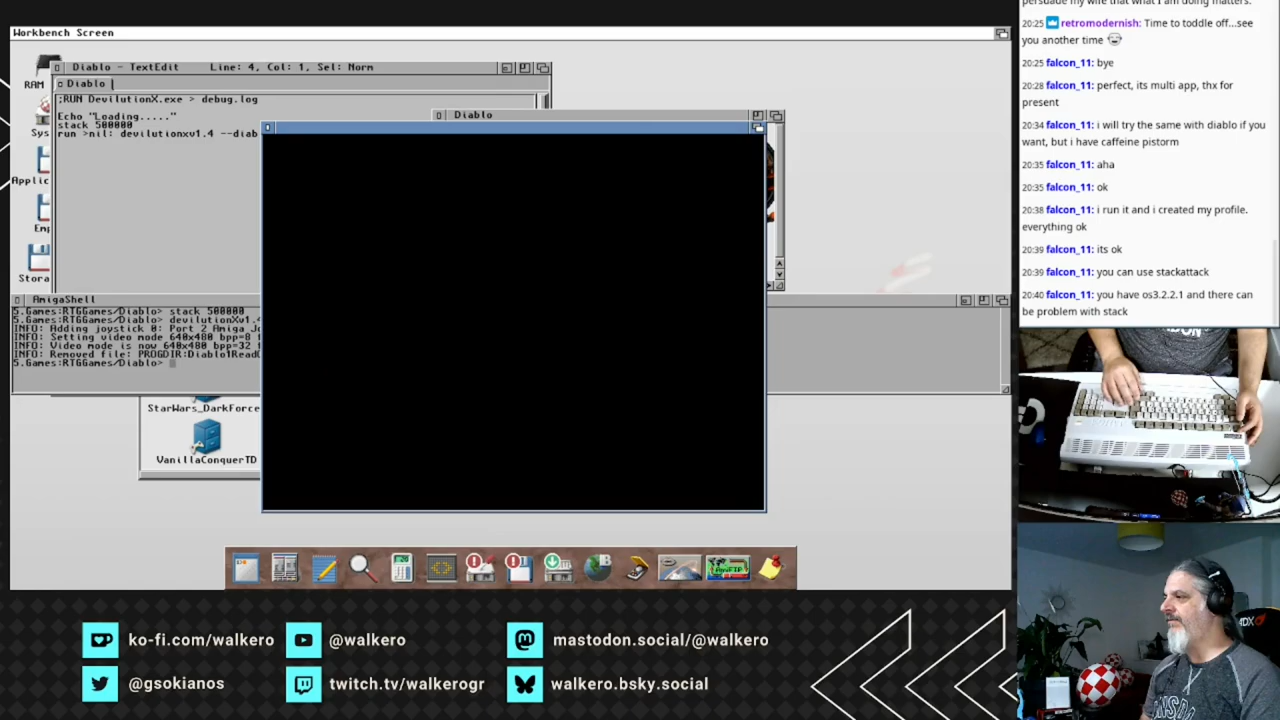 Workbench Screen
Diablo - TextEdit Line: 4, Col: 1, Sel: Norm
RAM
Diablo
;RUN DevilutionX.exe > debug.log
Echo "Loading....."
stack 500000
run >nil: devilutionxv1.4 --diab
Diablo
Sys
Applic
Emp
Stora
AmigaShell
5.Games:RTGGames/Diablo> stack 500000
5.Games:RTGGames/Diablo> devilutionXv1.4
INFO: Adding joystick 0: Port 2 Amiga Jo
INFO: Setting video mode 640x480 bpp=8 f
INFO: Video mode is now 640x480 bpp=32 f
INFO: Removed file: PROGDIR:Diablo1ReadO
5.Games:RTGGames/Diablo>
StarWars_DarkForce
VanillaConquerTD
ko-fi.com/walkero
@walkero
mastodon.social/@walkero
@gsokianos
twitch.tv/walkerogr
walkero.bsky.social
persuade my wife that what I am doing matters.
20:25 retromodernish: Time to toddle off...see
you another time
20:25 falcon_11: bye
20:28 falcon_11: perfect, its multi app, thx for
present
20:34 falcon_11: i will try the same with diablo if you
want, but i have caffeine pistorm
20:35 falcon_11: aha
20:35 falcon_11: ok
20:38 falcon_11: i run it and i created my profile.
everything ok
20:39 falcon_11: its ok
20:39 falcon_11: you can use stackattack
20:40 falcon_11: you have os3.2.2.1 and there can
be problem with stack